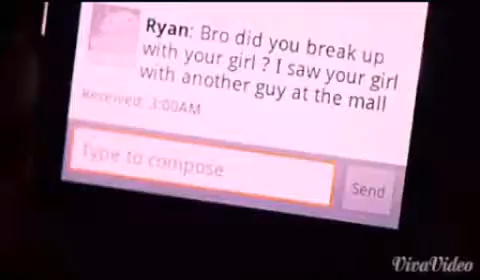 Ryan: Bro did you break up
with your girl ? I saw your girl
with another guy at the mall
Received: 3:00AM
Type to compose
Send
VivaVideo